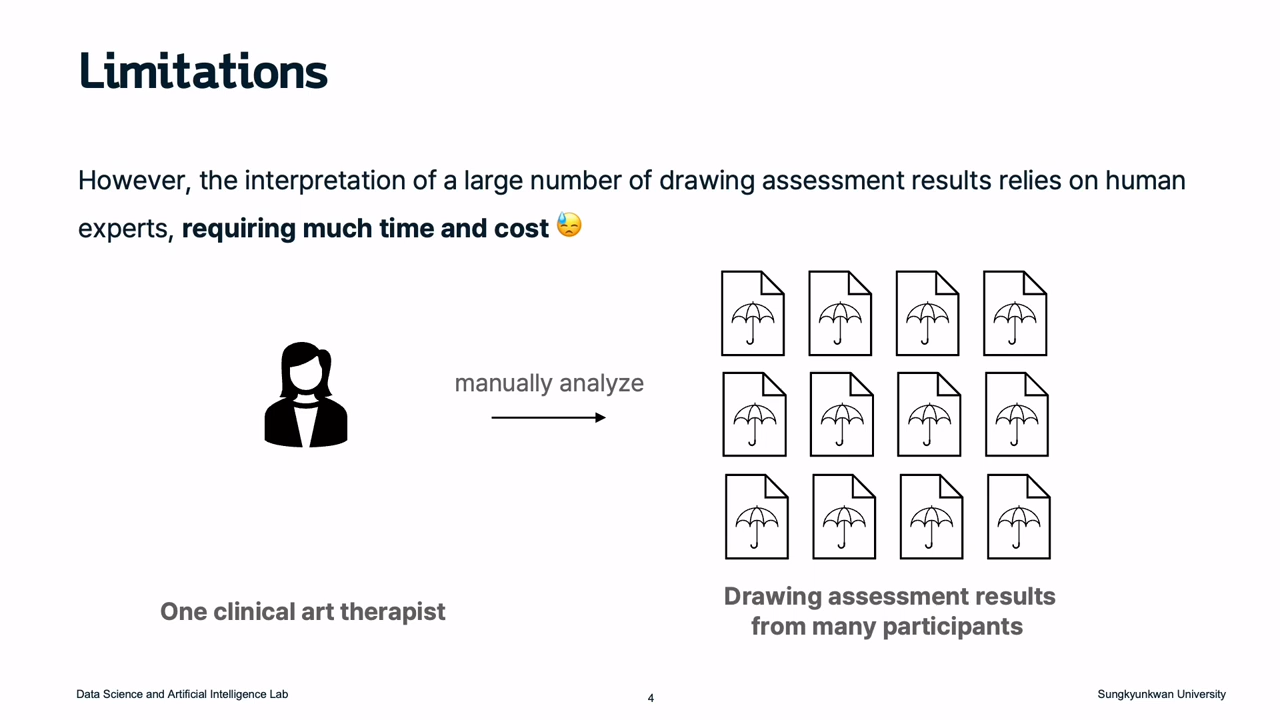 Limitations
However, the interpretation of a large number of drawing assessment results relies on human
experts, requiring much time and cost 😓
manually analyze
One clinical art therapist
Drawing assessment results
from many participants
Data Science and Artificial Intelligence Lab
4
Sungkyunkwan University